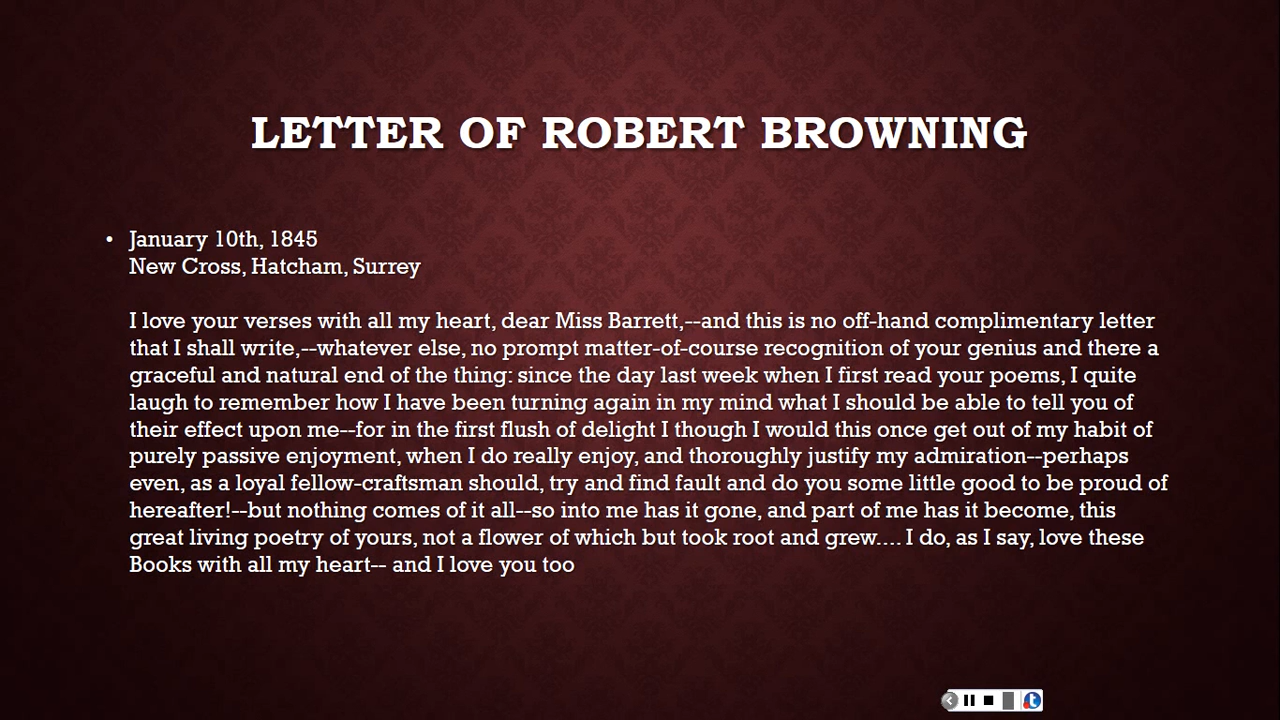 LETTER OF ROBERT BROWNING
• January 10th, 1845
New Cross, Hatcham, Surrey
I love your verses with all my heart, dear Miss Barrett,--and this is no off-hand complimentary letter
that I shall write,--whatever else, no prompt matter-of-course recognition of your genius and there a
graceful and natural end of the thing: since the day last week when I first read your poems, I quite
laugh to remember how I have been turning again in my mind what I should be able to tell you of
their effect upon me--for in the first flush of delight I though I would this once get out of my habit of
purely passive enjoyment, when I do really enjoy, and thoroughly justify my admiration--perhaps
even, as a loyal fellow-craftsman should, try and find fault and do you some little good to be proud of
hereafter!--but nothing comes of it all--so into me has it gone, and part of me has it become, this
great living poetry of yours, not a flower of which but took root and grew.... I do, as I say, love these
Books with all my heart-- and I love you too
t